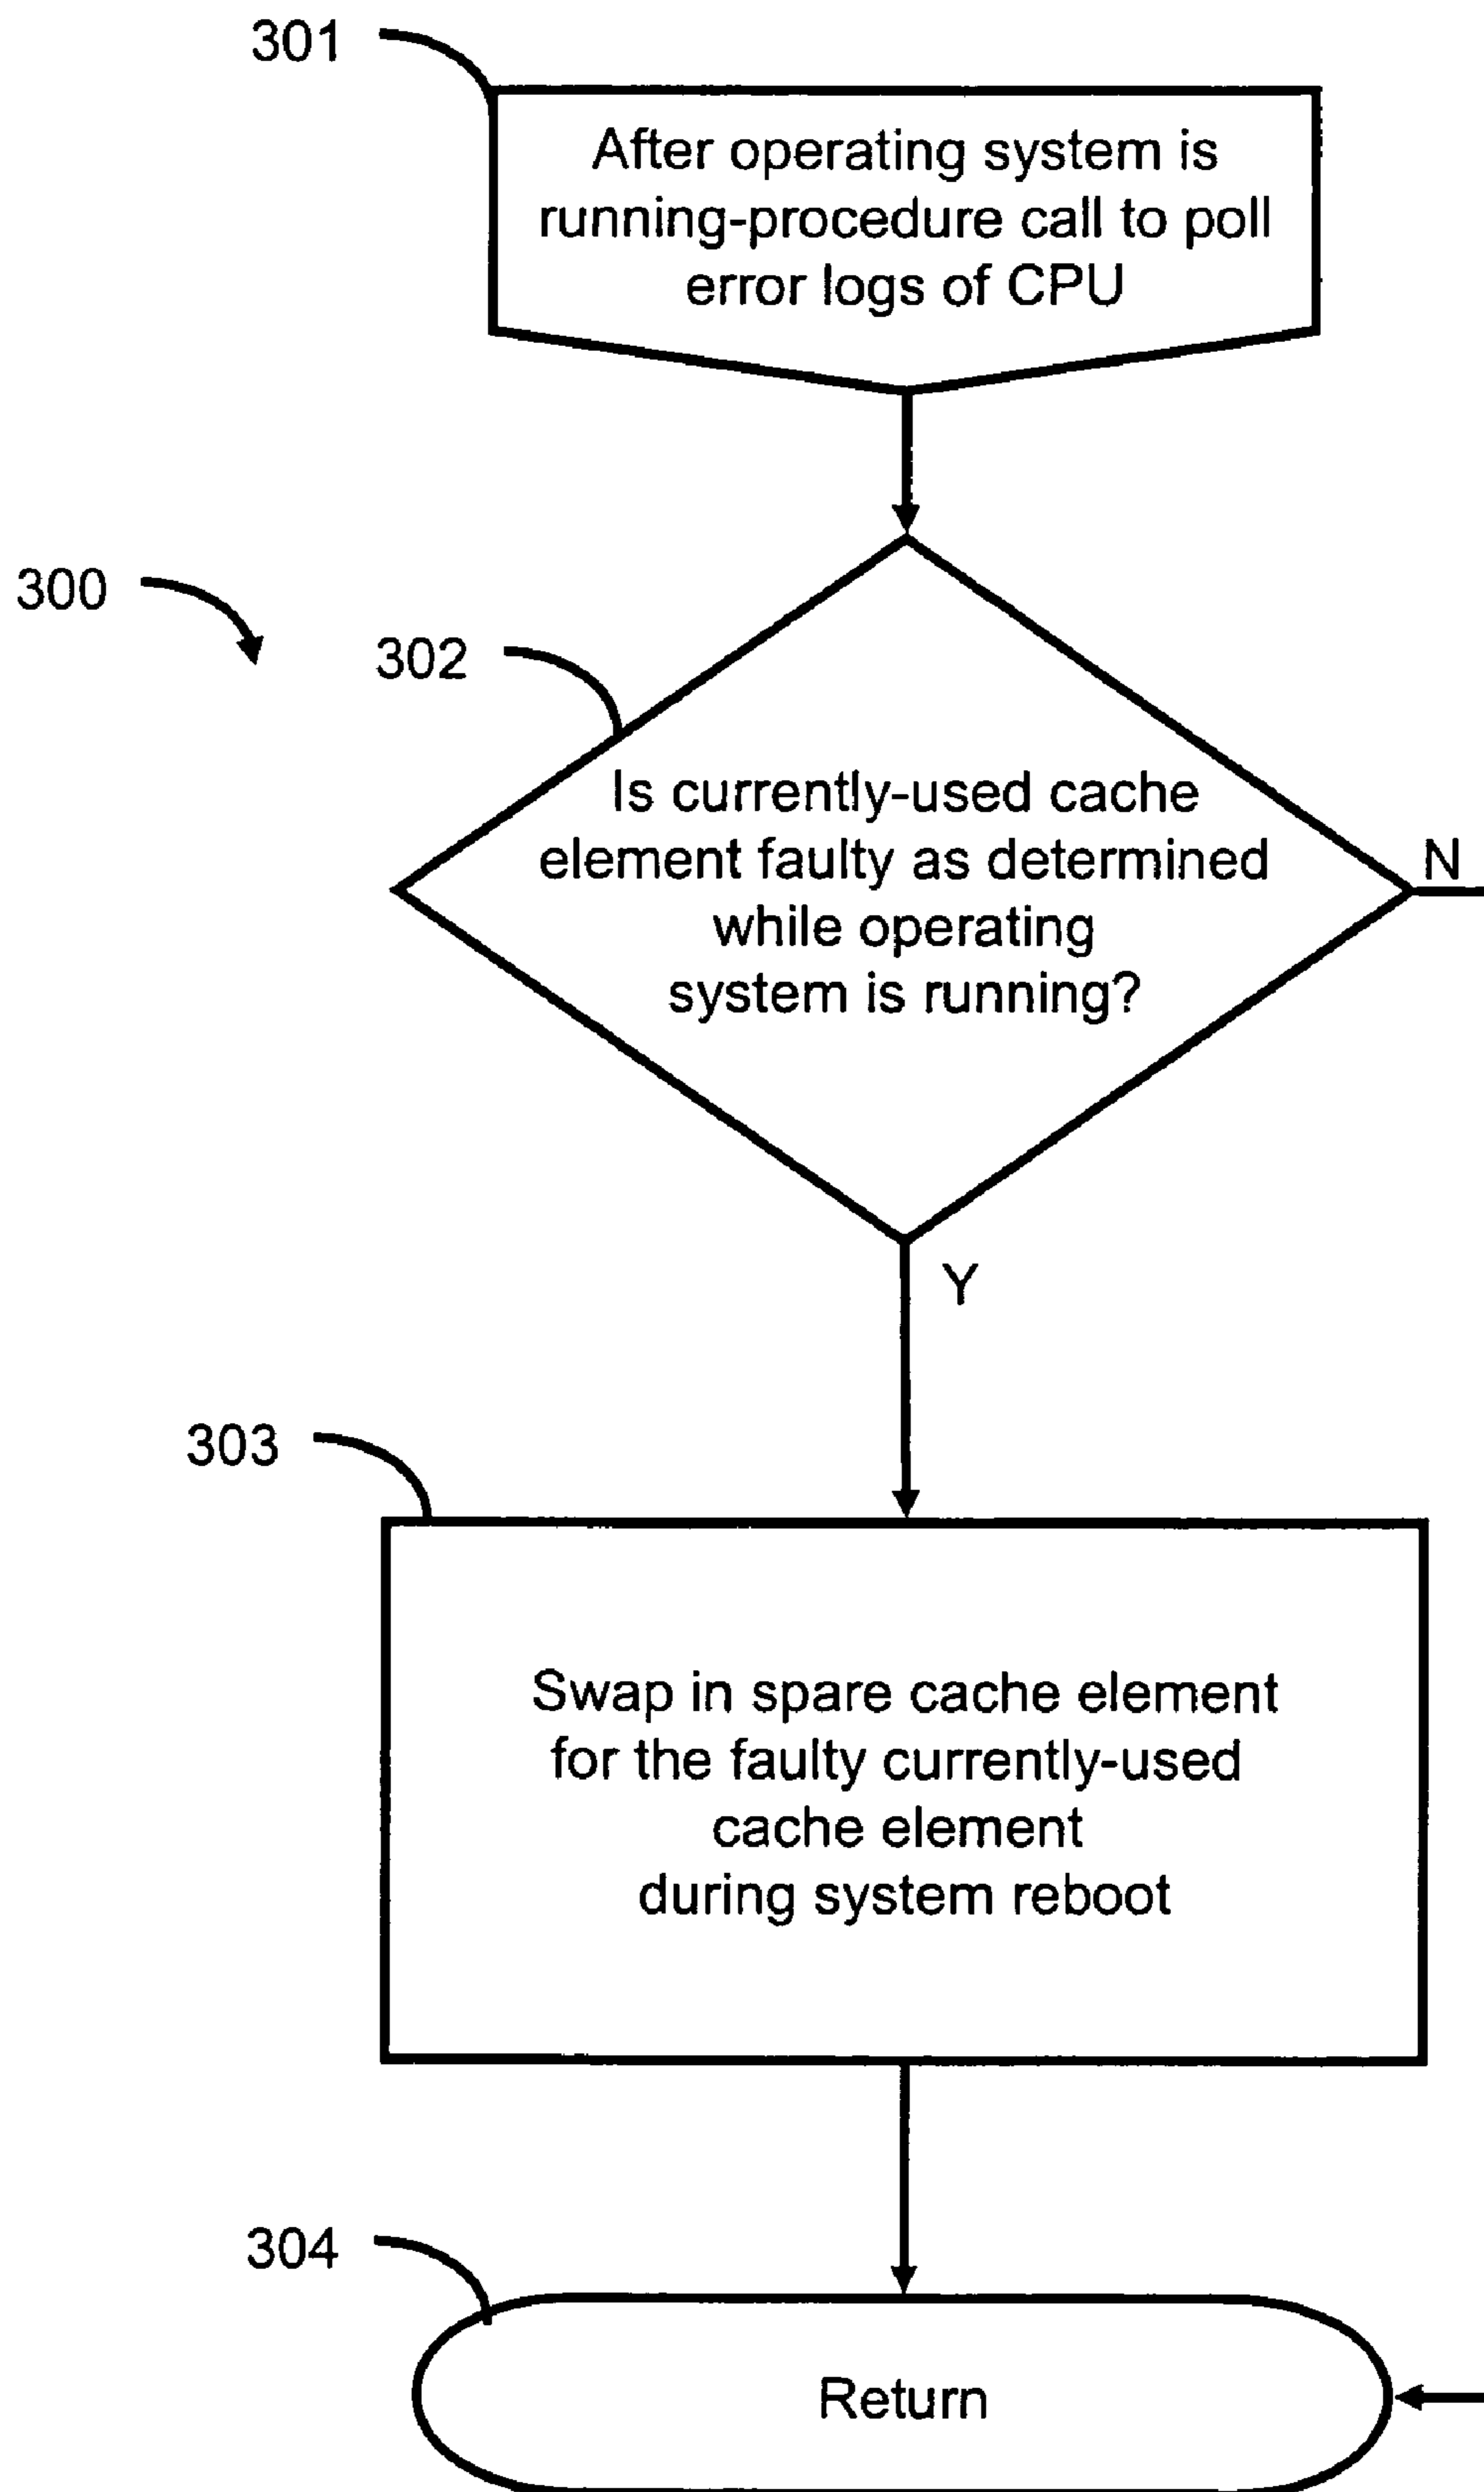 301
After operating system is
running-procedure call to poll
error logs of CPU
300
302
Is currently-used cache
element faulty as determined
while operating
system is running?
N
Y
303
Swap in spare cache element
for the faulty currently-used
cache element
during system reboot
304
Return